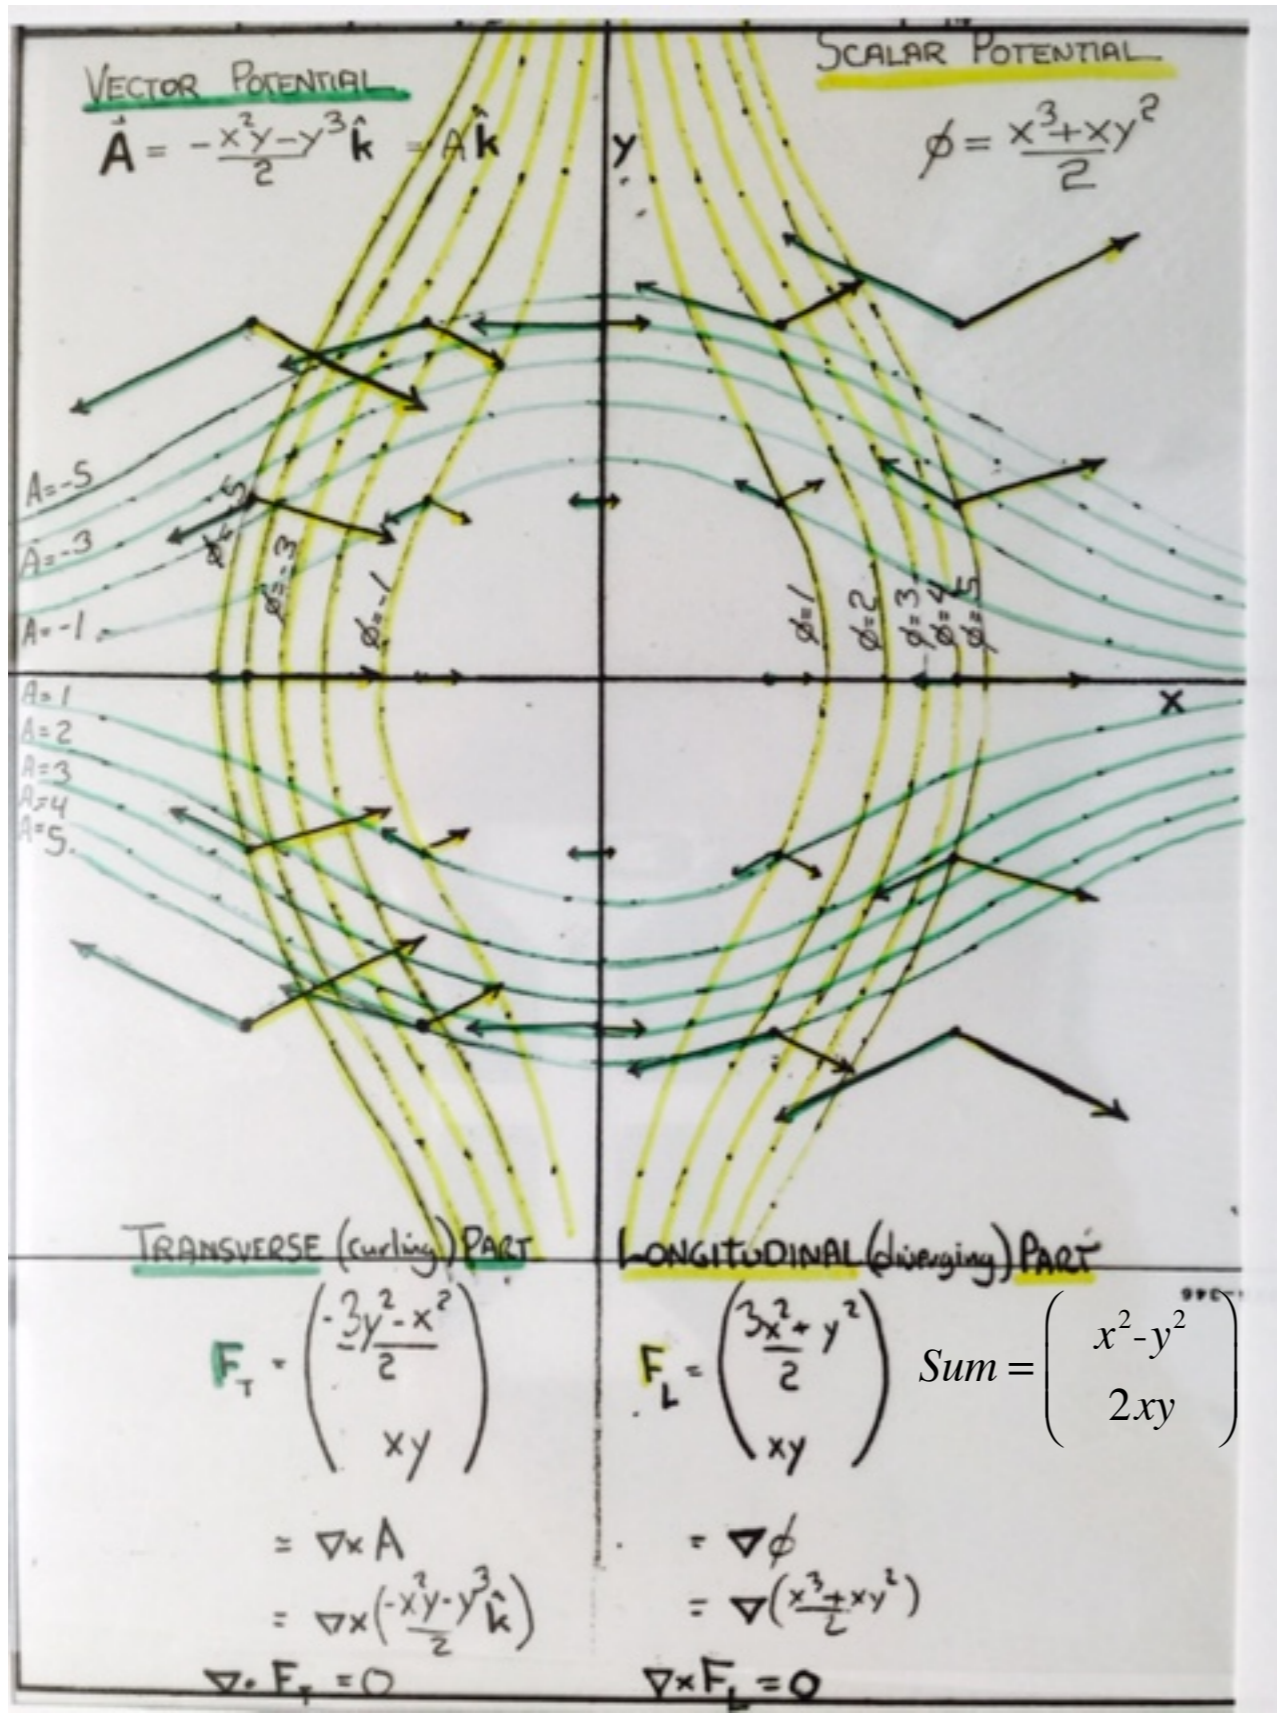 VECTOR POTENTIAL
A⃗ = (-x²y-y³)/2 k̂ = A k̂
SCALAR POTENTIAL
ϕ = (x³+xy²)/2
y
A=-5
A=-3
A=-1
ϕ=-5
ϕ=-3
ϕ=-1
ϕ=1
ϕ=2
ϕ=3
ϕ=4
ϕ=5
x
A=1
A=2
A=3
A=4
A=5
TRANSVERSE (curling) PART
F_T = ((-3y²-x²)/2
xy)
= ∇×A
= ∇×((-x²y-y³)/2 k̂)
∇·F_T = 0
LONGITUDINAL (diverging) PART
F_L = ((3x²+y²)/2
xy)
= ∇ϕ
= ∇((x³+xy²)/2)
∇×F_L = 0
Sum = (x²-y²
2xy)